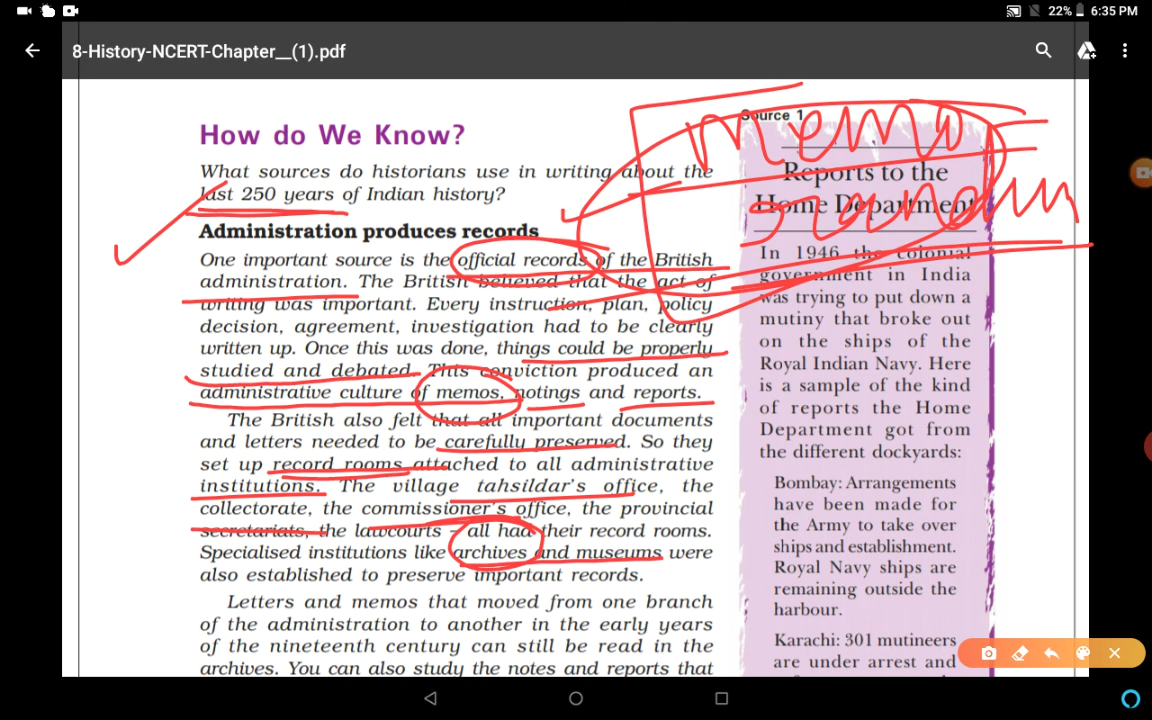 22% 6:35 PM
8-History-NCERT-Chapter__(1).pdf
How do We Know?
What sources do historians use in writing about the
last 250 years of Indian history?
Administration produces records
One important source is the official records of the British
administration. The British believed that the act of
writing was important. Every instruction, plan, policy
decision, agreement, investigation had to be clearly
written up. Once this was done, things could be properly
studied and debated. This conviction produced an
administrative culture of memos, notings and reports.
The British also felt that all important documents
and letters needed to be carefully preserved. So they
set up record rooms attached to all administrative
institutions. The village tahsildar's office, the
collectorate, the commissioner's office, the provincial
secretariats, the lawcourts – all had their record rooms.
Specialised institutions like archives and museums were
also established to preserve important records.
Letters and memos that moved from one branch
of the administration to another in the early years
of the nineteenth century can still be read in the
archives. You can also study the notes and reports that
Source 1
Memo
Reports to the
Home Department
In 1946 the colonial
government in India
was trying to put down a
mutiny that broke out
on the ships of the
Royal Indian Navy. Here
is a sample of the kind
of reports the Home
Department got from
the different dockyards:
Bombay: Arrangements
have been made for
the Army to take over
ships and establishment.
Royal Navy ships are
remaining outside the
harbour.
Karachi: 301 mutineers
are under arrest and